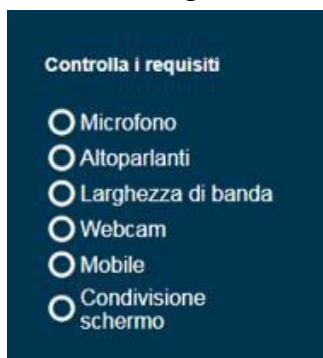 Controlla i requisiti
Microfono
Altoparlanti
Larghezza di banda
Webcam
Mobile
Condivisione
schermo